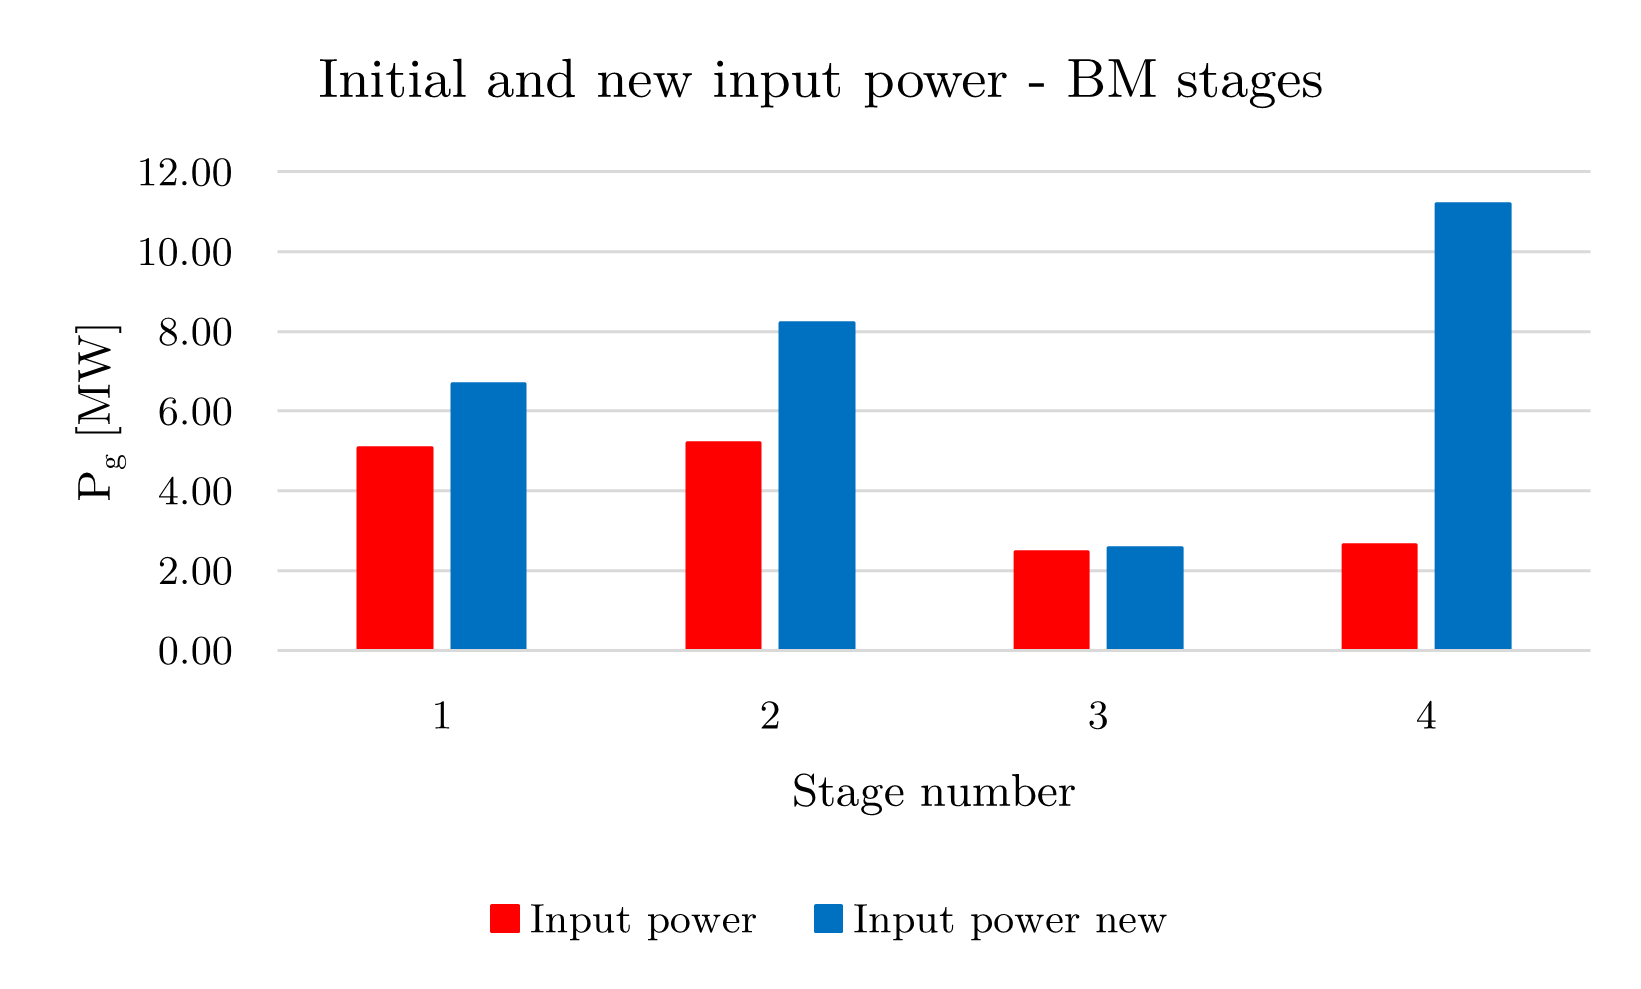 Initial and new input power - BM stages
12.00
10.00
8.00
6.00
4.00
2.00
0.00
P_g [MW]
1 2 3 4
Stage number
Input power Input power new